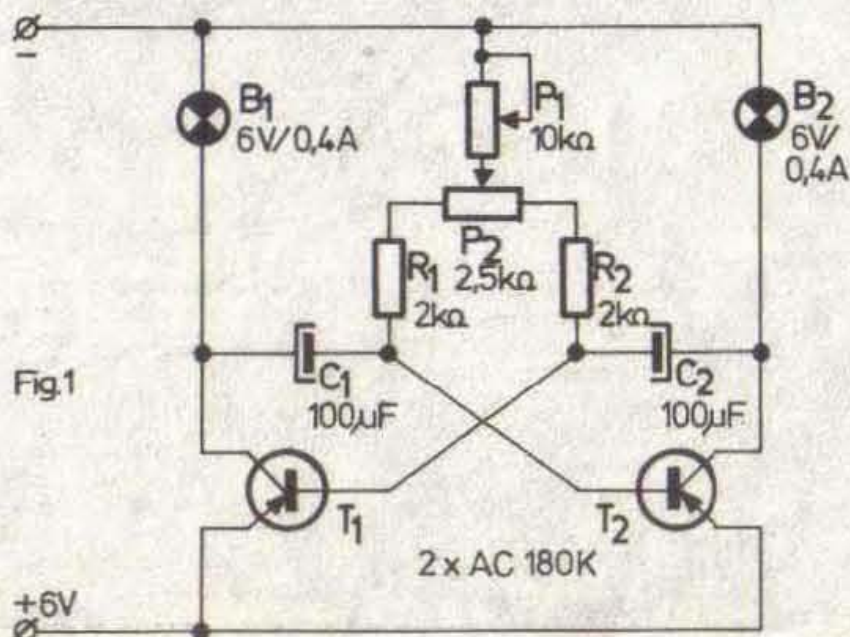 -
B1
6V/0,4A
P1
10kΩ
B2
6V/
0,4A
P2
2,5kΩ
R1
2kΩ
R2
2kΩ
Fig.1
C1
100µF
C2
100µF
T1
T2
2 x AC 180K
+6V